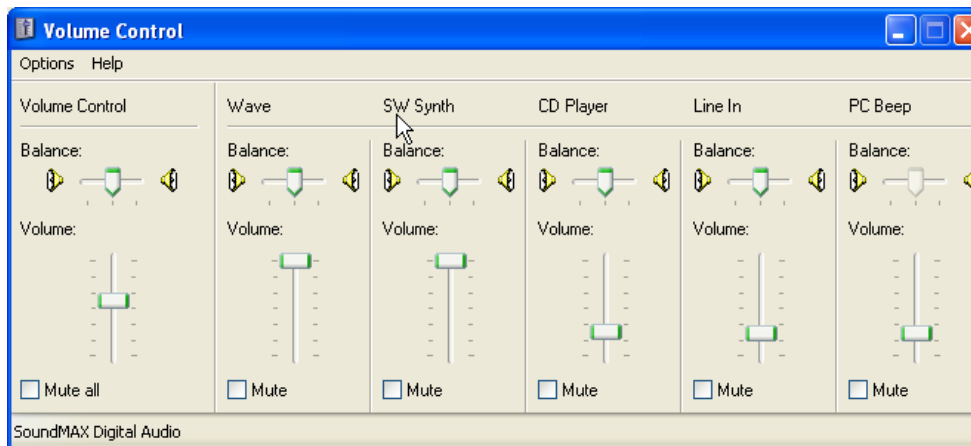 Volume Control
Options Help
Volume Control Wave SW Synth CD Player Line In PC Beep
Balance: Balance: Balance: Balance: Balance: Balance:
Volume: Volume: Volume: Volume: Volume: Volume:
Mute all Mute Mute Mute Mute Mute
SoundMAX Digital Audio